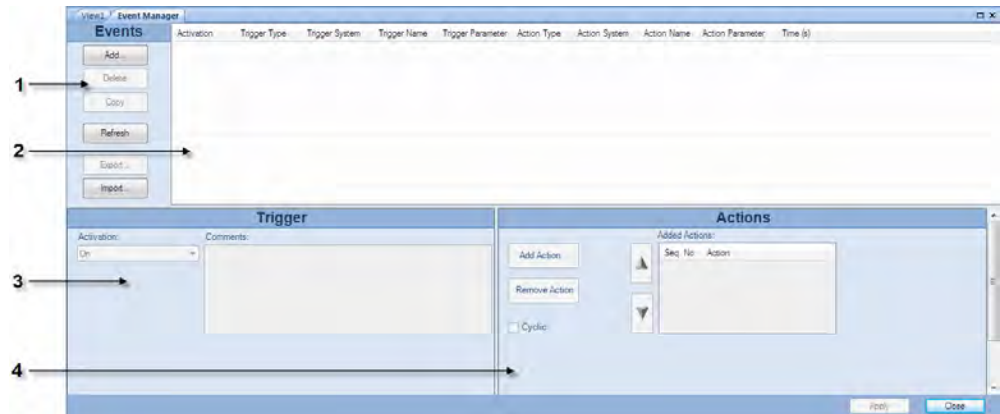 View1 Event Manager
Events
Activation Trigger Type Trigger System Trigger Name Trigger Parameter Action Type Action System Action Name Action Parameter Time (s)
Add...
1
Delete
Copy
Refresh
2
Export...
Import...
Trigger
Actions
Activation:
Comments:
Added Actions:
On
Add Action
Seq No Action
3
Remove Action
Cyclic
4
Apply
Close